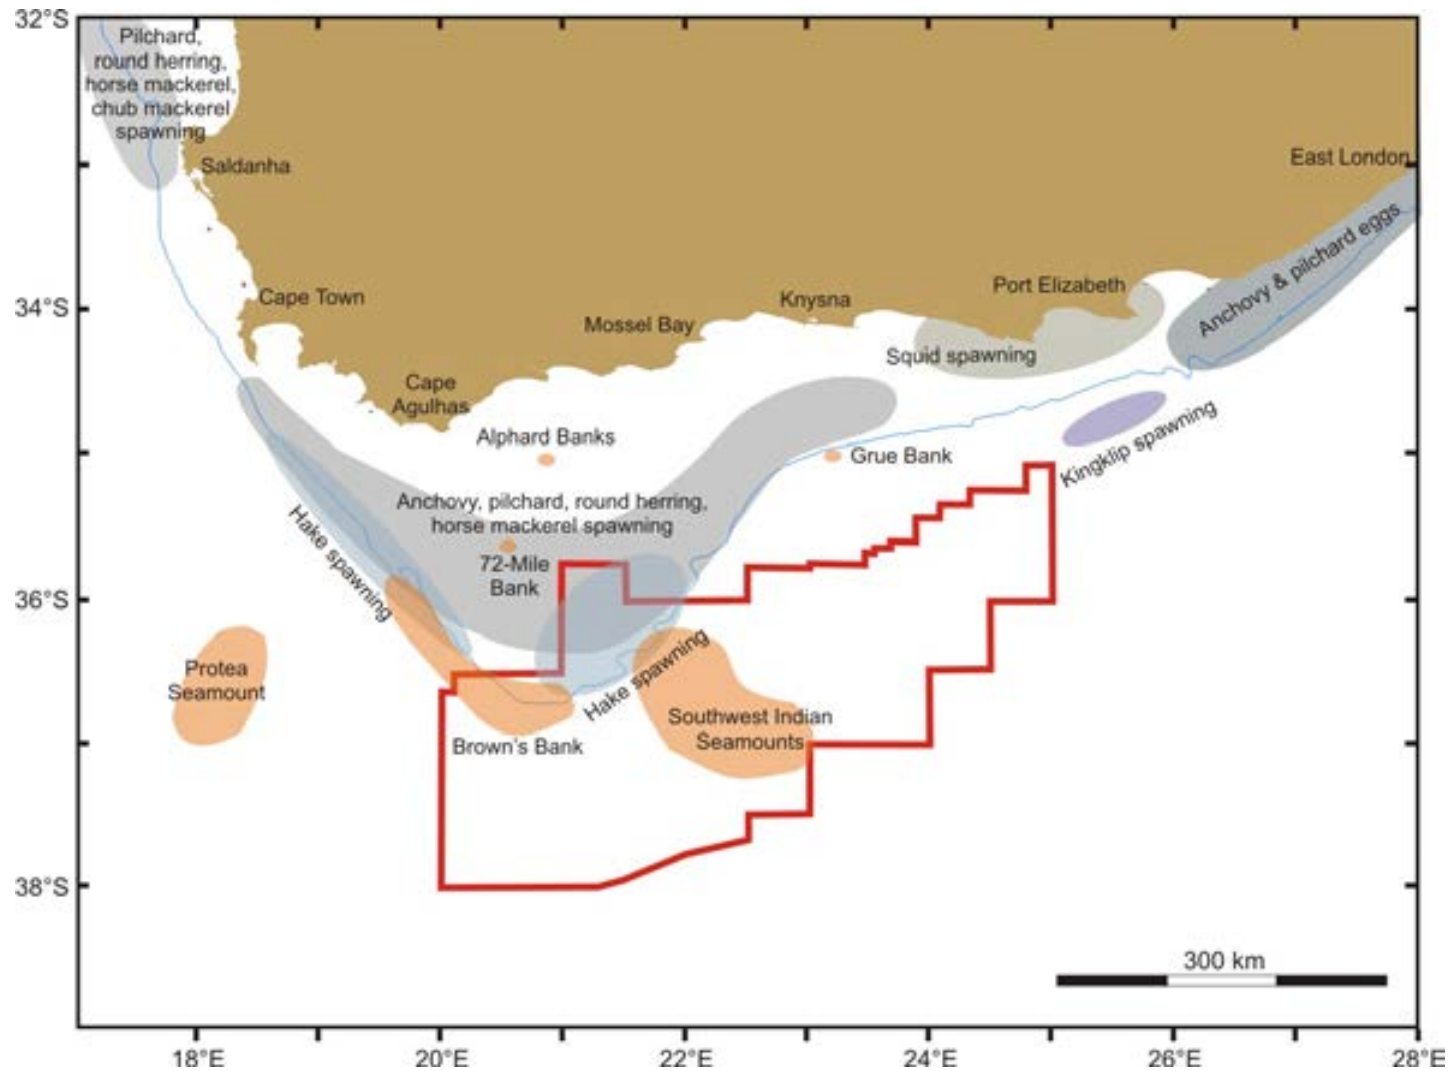 32°S
Pilchard,
round herring,
horse mackerel,
chub mackerel
spawning
Saldanha
East London
Anchovy & pilchard eggs
34°S
Cape Town
Port Elizabeth
Knysna
Mossel Bay
Squid spawning
Cape
Agulhas
Alphard Banks
Kingklip spawning
Grue Bank
Anchovy, pilchard, round herring,
horse mackerel spawning
Hake spawning
72-Mile
Bank
36°S
Protea
Seamount
Hake spawning
Southwest Indian
Seamounts
Brown's Bank
38°S
300 km
18°E
20°E
22°E
24°E
26°E
28°E